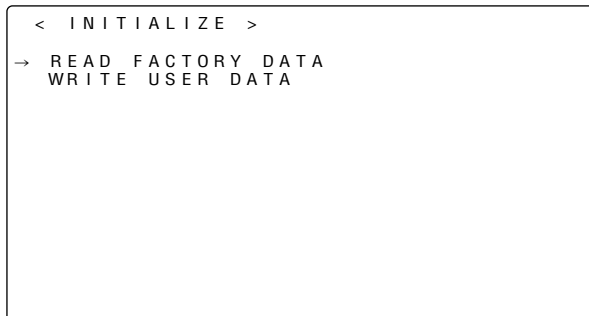 < INITIALIZE >
→ READ FACTORY DATA
WRITE USER DATA